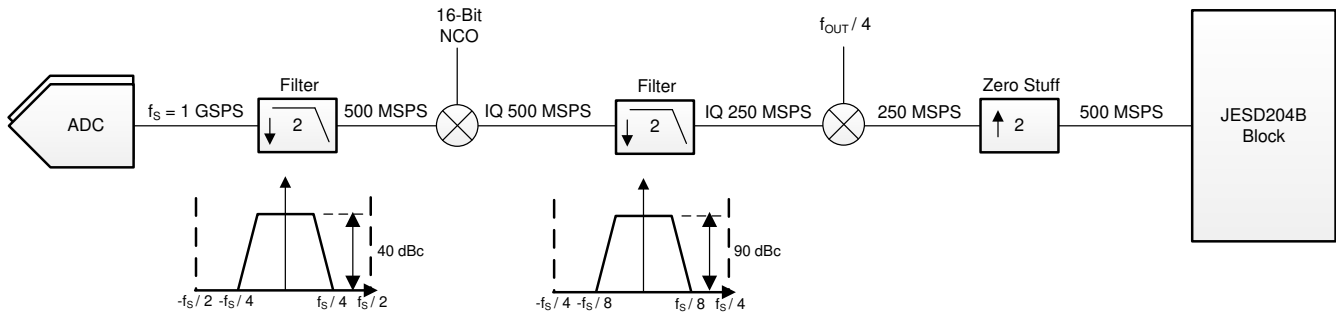 16-Bit
NCO
fOUT / 4
Filter
Filter
Zero Stuff
ADC
fS = 1 GSPS
2
500 MSPS
IQ 500 MSPS
2
IQ 250 MSPS
250 MSPS
2
500 MSPS
JESD204B
Block
40 dBc
90 dBc
-fS / 2
-fS / 4
fS / 4
fS / 2
-fS / 4
-fS / 8
fS / 8
fS / 4